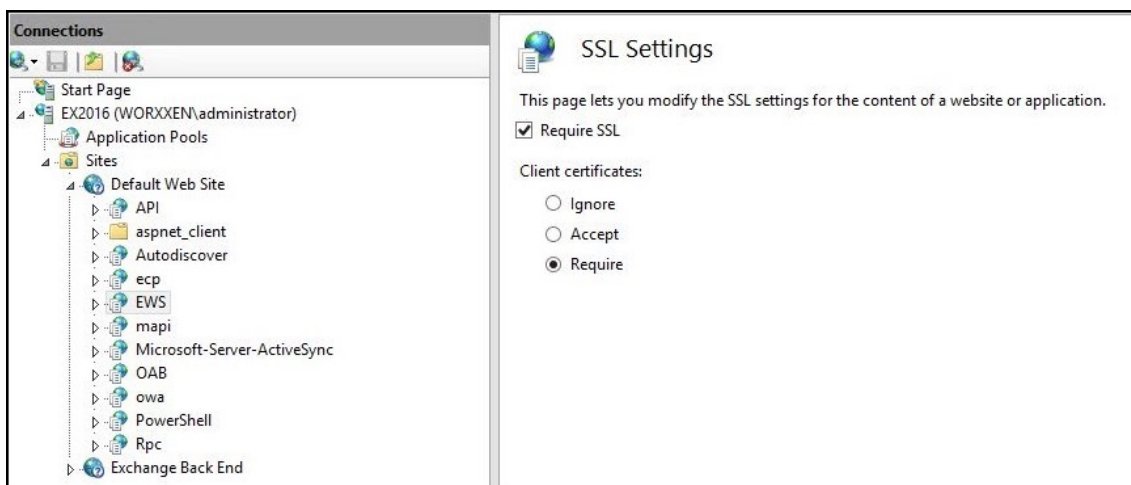 Connections
Start Page
EX2016 (WORXXEN\administrator)
Application Pools
Sites
Default Web Site
API
aspnet_client
Autodiscover
ecp
EWS
mapi
Microsoft-Server-ActiveSync
OAB
owa
PowerShell
Rpc
Exchange Back End
SSL Settings
This page lets you modify the SSL settings for the content of a website or application.
Require SSL
Client certificates:
Ignore
Accept
Require